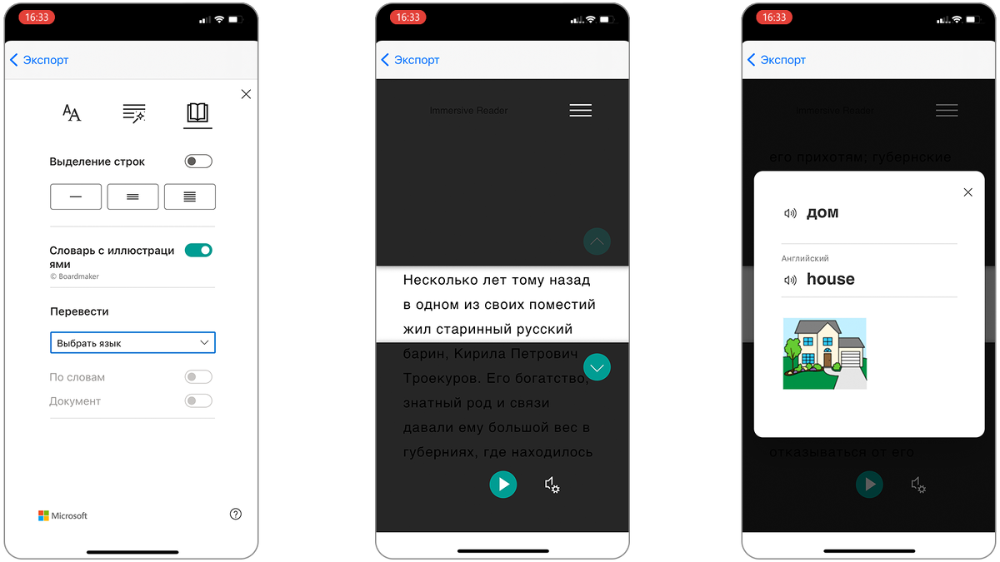 16:33
Экспорт
Выделение строк
Словарь с иллюстраци
ями
© Boardmaker
Перевести
Выбрать язык
По словам
Документ
Microsoft
16:33
Экспорт
Immersive Reader
Несколько лет тому назад
в одном из своих поместий
жил старинный русский
барин, Кирила Петрович
Троекуров. Его богатство,
знатный род и связи
давали ему большой вес в
губерниях, где находилось
16:33
Экспорт
Immersive Reader
его прихотям; губернские
дом
Английский
house
отказываться от его